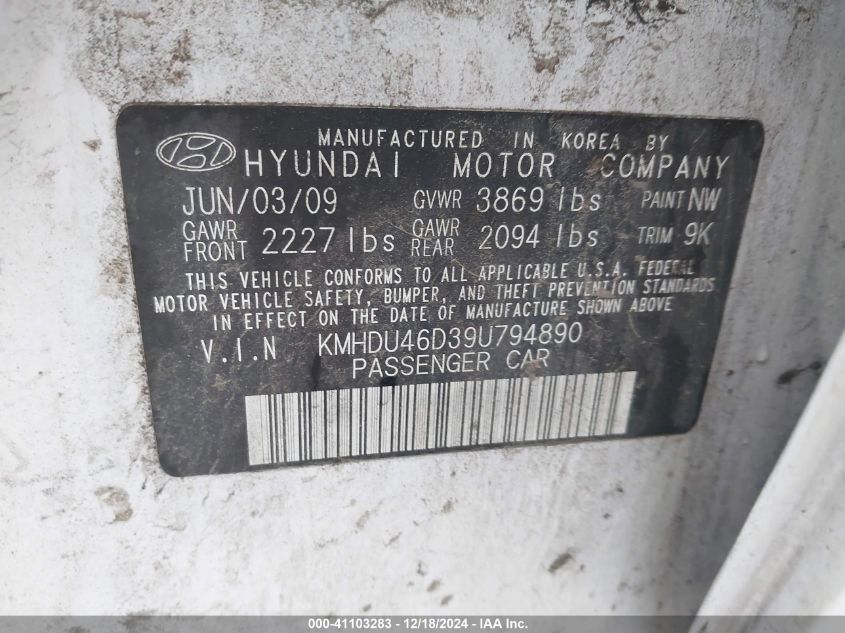 MANUFACTURED IN KOREA BY
HYUNDAI MOTOR COMPANY
JUN/03/09 GVWR 3869 lbs PAINT NW
GAWR FRONT 2227 lbs GAWR REAR 2094 lbs TRIM 9K
THIS VEHICLE CONFORMS TO ALL APPLICABLE U.S.A. FEDERAL
MOTOR VEHICLE SAFETY, BUMPER, AND THEFT PREVENTION STANDARDS
IN EFFECT ON THE DATE OF MANUFACTURE SHOWN ABOVE
V.I.N KMHDU46D39U794890
PASSENGER CAR
000-41103283 - 12/18/2024 - IAA Inc.